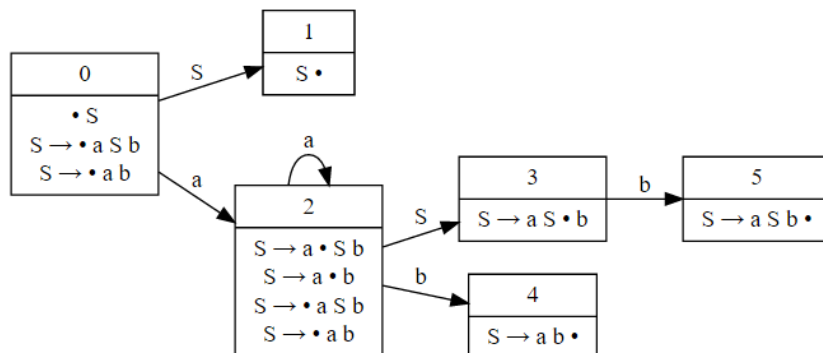 0
• S
S → • a S b
S → • a b
S
1
S •
a
a
2
S → a • S b
S → a • b
S → • a S b
S → • a b
S
3
S → a S • b
b
5
S → a S b •
b
4
S → a b •